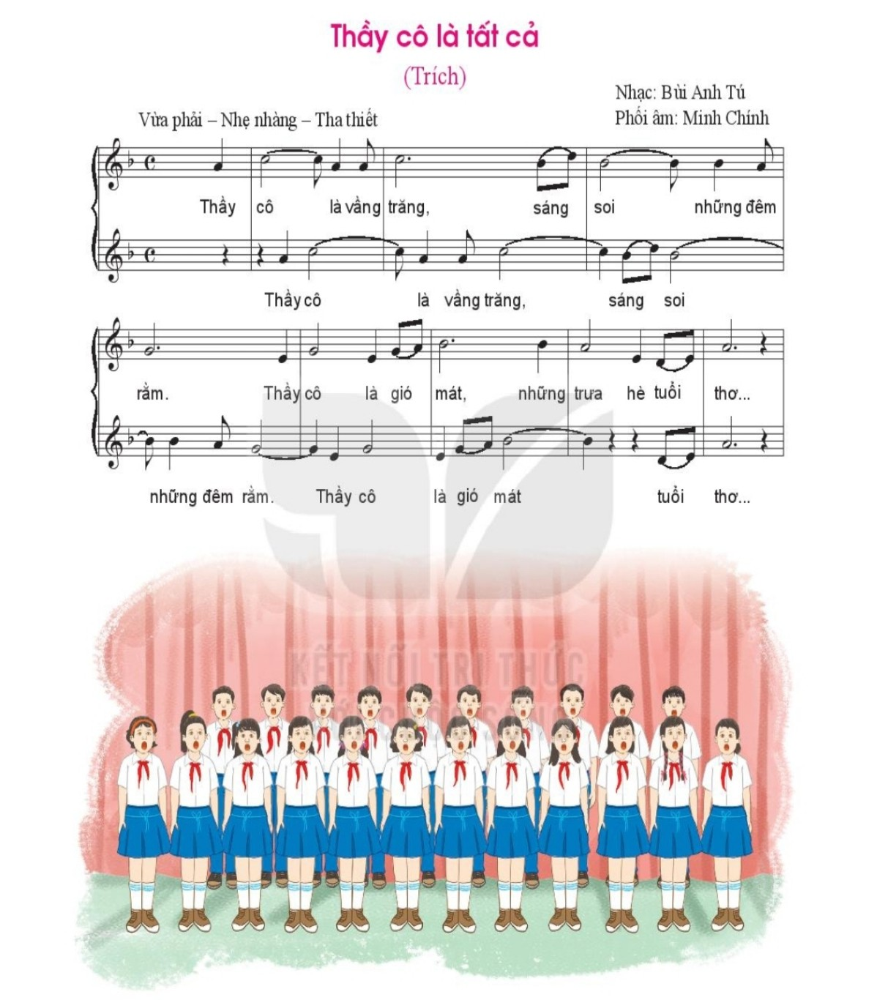 Thầy cô là tất cả
(Trích)
Nhạc: Bùi Anh Tú
Vừa phải – Nhẹ nhàng – Tha thiết
Phối âm: Minh Chính
Thầy cô là vầng trăng, sáng soi những đêm
Thầy cô là vầng trăng, sáng soi
rằm. Thầy cô là gió mát, những trưa hè tuổi thơ...
những đêm rằm. Thầy cô là gió mát tuổi thơ...
KẾT NỐI TRI THỨC
VỚI CUỘC SỐNG